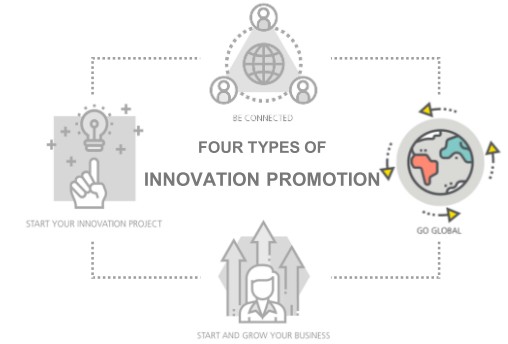 BE CONNECTED
FOUR TYPES OF
INNOVATION PROMOTION
START YOUR INNOVATION PROJECT
GO GLOBAL
START AND GROW YOUR BUSINESS